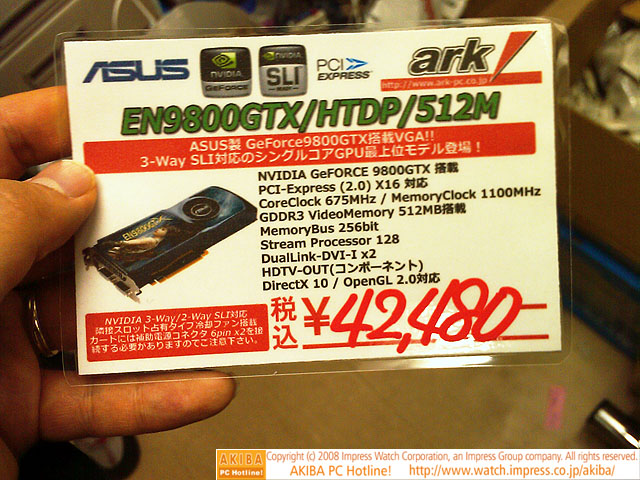 ASUS
NVIDIA
GEFORCE
NVIDIA
SLI
READY
PCI
EXPRESS
ark
http://www.ark-pc.co.jp/
EN9800GTX/HTDP/512M
ASUS製 GeForce9800GTX搭載VGA!!
3-Way SLI対応のシングルコアGPU最上位モデル登場!
NVIDIA GeFORCE 9800GTX 搭載
PCI-Express (2.0) X16 対応
CoreClock 675MHz / MemoryClock 1100MHz
GDDR3 VideoMemory 512MB搭載
MemoryBus 256bit
Stream Processor 128
DualLink-DVI-I x2
HDTV-OUT(コンポーネント)
DirectX 10 / OpenGL 2.0対応
EN9800GTX
NVIDIA 3-Way/2-Way SLI対応
隣接スロット占有タイプ冷却ファン搭載
カードには補助電源コネクタ 6pin x2を接
続する必要がありますのでご注意下さい。
税込
¥42,480-
AKIBA
PC Hotline!
Copyright (c) 2008 Impress Watch Corporation, an Impress Group company. All rights reserved.
AKIBA PC Hotline! http://www.watch.impress.co.jp/akiba/